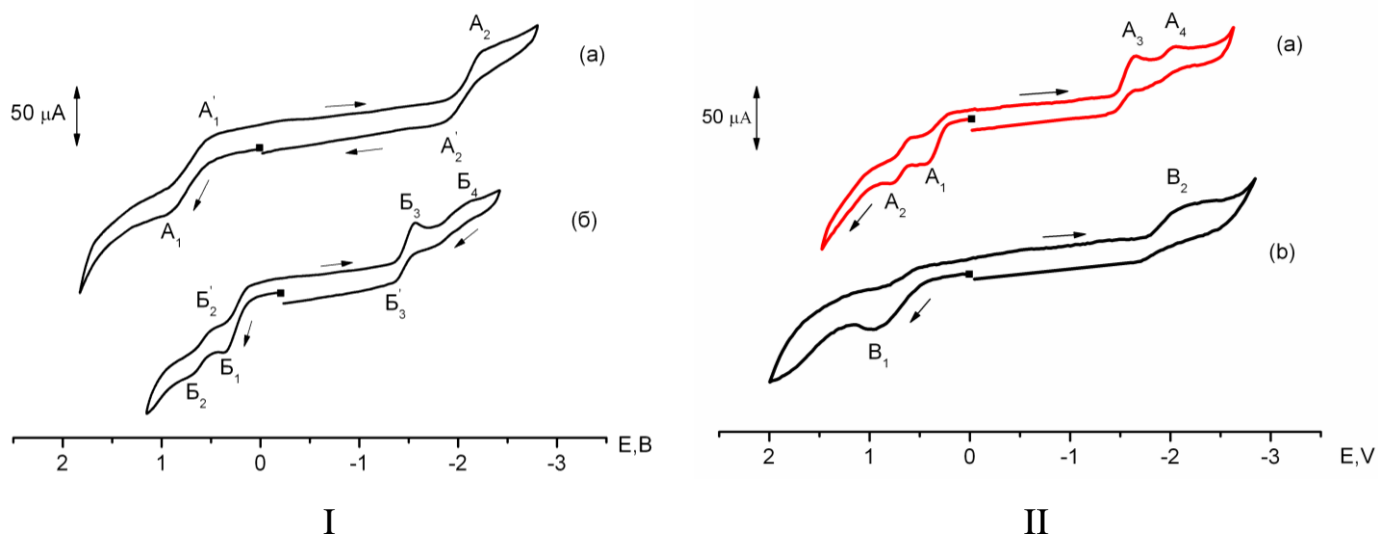 A₂
(a)
50 μA
A₁'
A₂'
A₁
Б₄
Б₃
(б)
Б₂'
Б₃'
Б₁
Б₂
2 1 0 -1 -2 -3 E,B
I
A₃ A₄
(a)
50 μA
A₁
A₂
B₂
(b)
B₁
2 1 0 -1 -2 -3 E,V
II